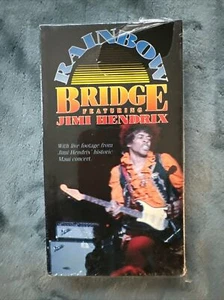 RAINBOW
BRIDGE
FEATURING
JIMI HENDRIX
With live footage from
Jimi Hendrix' historic
Maui concert.